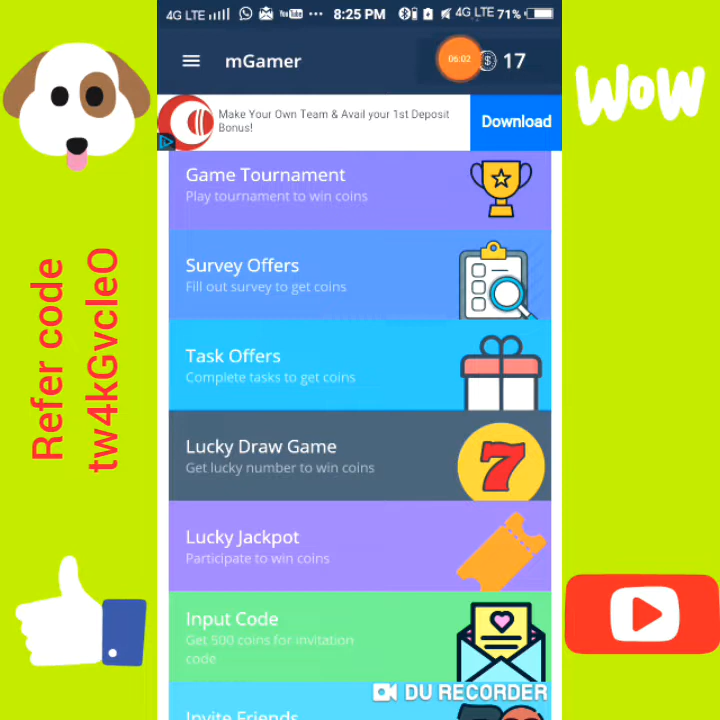 4G LTE 8:25 PM 4G LTE 71%
mGamer 06:02 $ 17
WOW
Make Your Own Team & Avail your 1st Deposit
Bonus!
Download
Game Tournament
Play tournament to win coins
Survey Offers
Fill out survey to get coins
Task Offers
Complete tasks to get coins
Refer code
tw4kGvcleO
Lucky Draw Game
Get lucky number to win coins
7
Lucky Jackpot
Participate to win coins
Input Code
Get 500 coins for invitation
code
DU RECORDER
Invite Friends